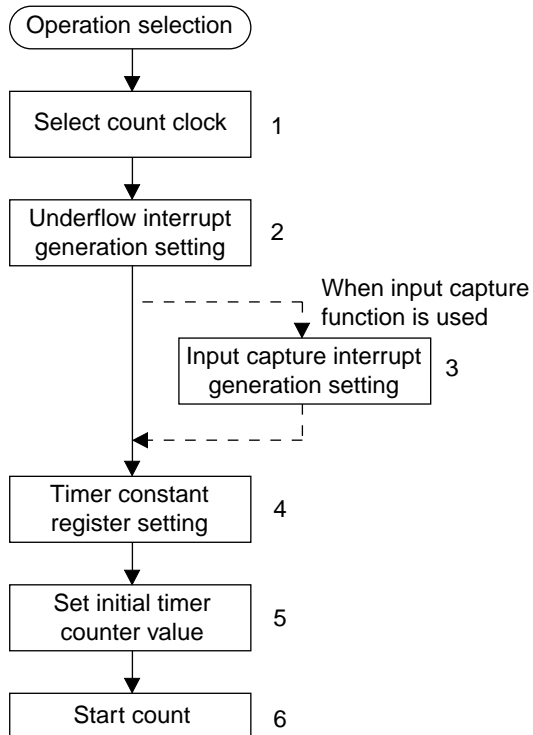 Operation selection
Select count clock
1
Underflow interrupt
generation setting
2
When input capture
function is used
Input capture interrupt
generation setting
3
Timer constant
register setting
4
Set initial timer
counter value
5
Start count
6